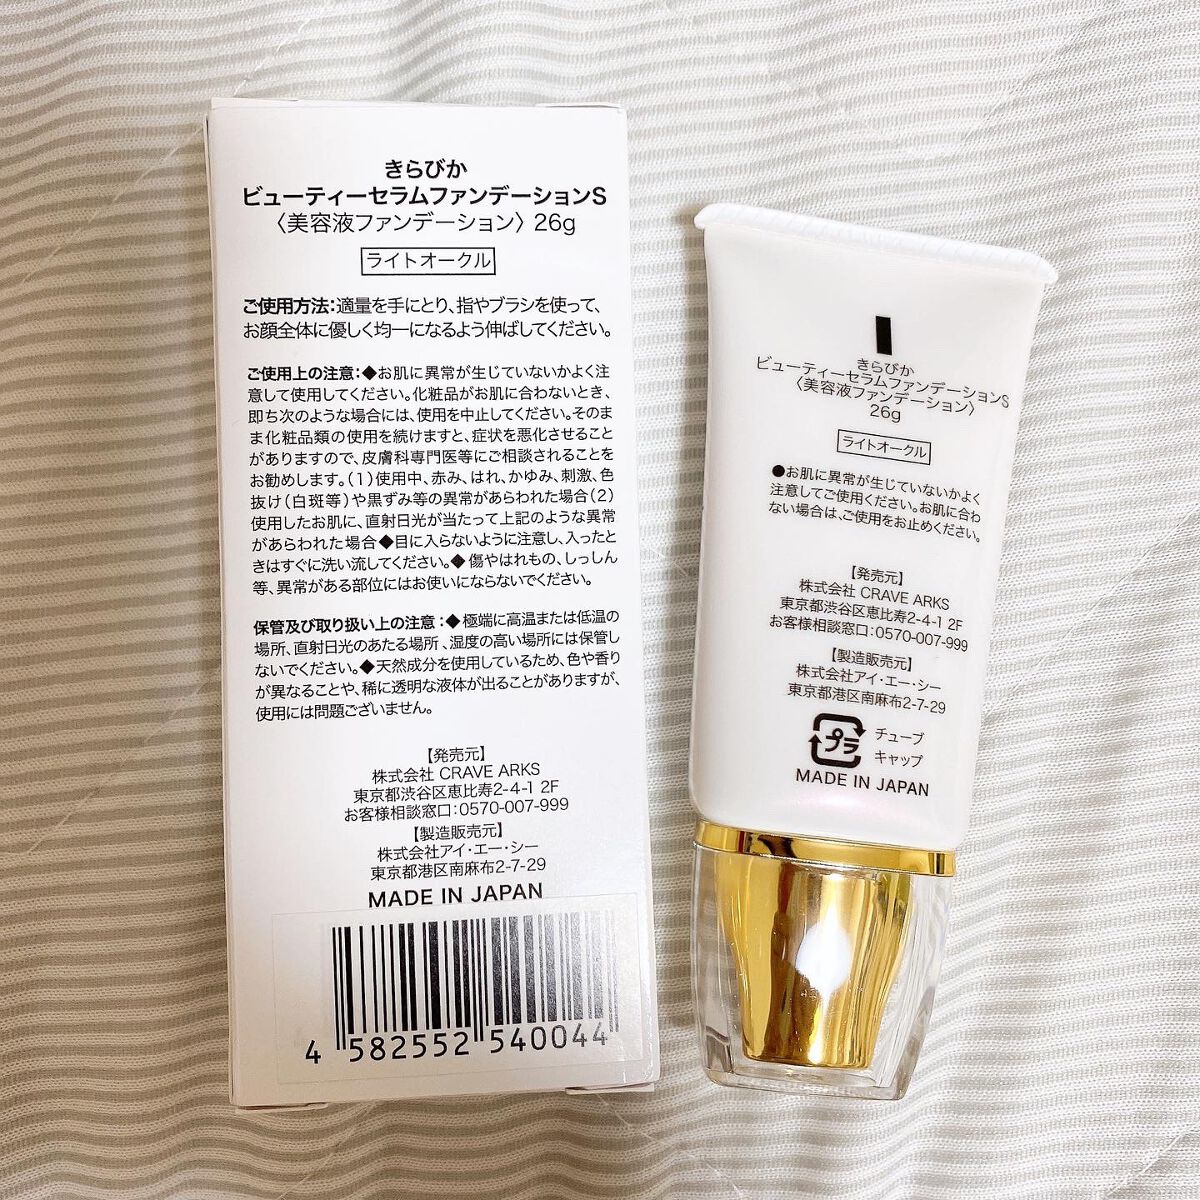 きらびか
ビューティーセラムファンデーションS
〈美容液ファンデーション〉26g
ライトオークル
ご使用方法:適量を手にとり、指やブラシを使って、
お顔全体に優しく均一になるよう伸ばしてください。
ご使用上の注意:◆お肌に異常が生じていないかよく注
意して使用してください。化粧品がお肌に合わないとき、
即ち次のような場合には、使用を中止してください。そのま
ま化粧品類の使用を続けますと、症状を悪化させること
がありますので、皮膚科専門医等にご相談されることを
お勧めします。(1)使用中、赤み、はれ、かゆみ、刺激、色
抜け(白斑等)や黒ずみ等の異常があらわれた場合(2)
使用したお肌に、直射日光が当たって上記のような異常
があらわれた場合◆目に入らないように注意し、入ったと
きはすぐに洗い流してください。◆傷やはれもの、しっしん
等、異常がある部位にはお使いにならないでください。
保管及び取り扱い上の注意:◆極端に高温または低温の
場所、直射日光のあたる場所、湿度の高い場所には保管し
ないでください。◆天然成分を使用しているため、色や香り
が異なることや、稀に透明な液体が出ることがありますが、
使用には問題ございません。
【発売元】
株式会社 CRAVE ARKS
東京都渋谷区恵比寿2-4-1 2F
お客様相談窓口:0570-007-999
【製造販売元】
株式会社アイ・エー・シー
東京都港区南麻布2-7-29
MADE IN JAPAN
4 582552 540044
きらびか
ビューティーセラムファンデーションS
〈美容液ファンデーション〉
26g
ライトオークル
●お肌に異常が生じていないかよく
注意してご使用ください。お肌に合わ
ない場合は、ご使用をお止めください。
【発売元】
株式会社 CRAVE ARKS
東京都渋谷区恵比寿2-4-1 2F
お客様相談窓口:0570-007-999
【製造販売元】
株式会社アイ・エー・シー
東京都港区南麻布2-7-29
プラ チューブ
キャップ
MADE IN JAPAN